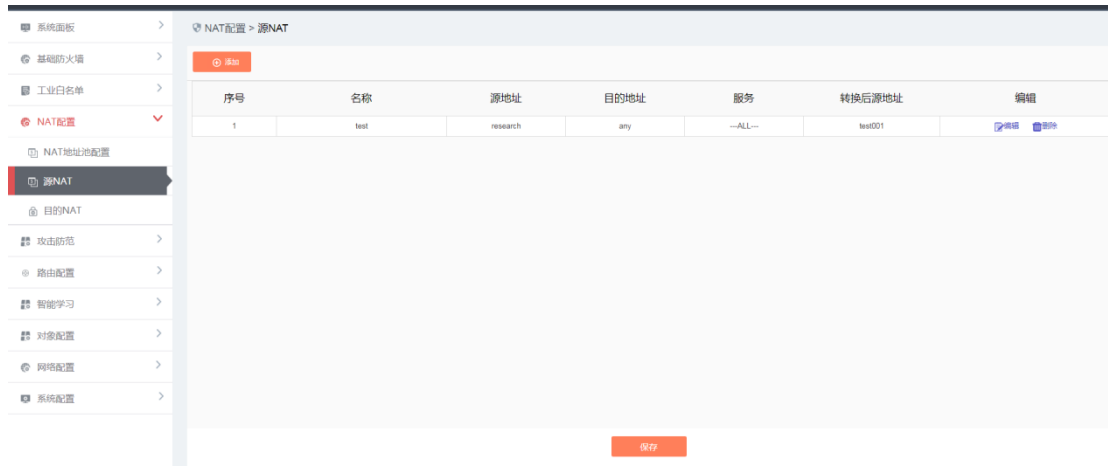 系统面板
基础防火墙
工业白名单
NAT配置
NAT地址池配置
源NAT
目的NAT
攻击防范
路由配置
智能学习
对象配置
网络配置
系统配置
NAT配置 > 源NAT
添加
序号 名称 源地址 目的地址 服务 转换后源地址 编辑
1 test research any ---ALL--- test001 编辑 删除
保存